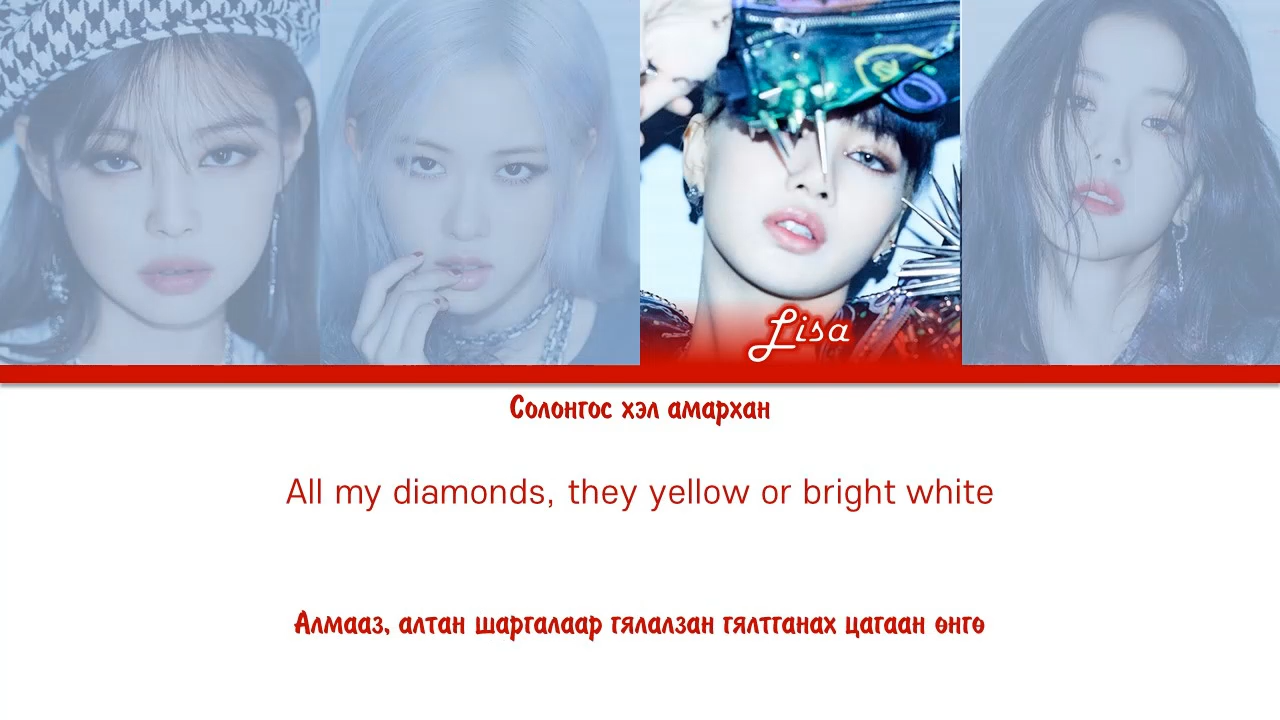 Lisa
Солонгос хэл амархан
All my diamonds, they yellow or bright white
Алмааз, алтан шаргалаар гялалзан гялтганах цагаан өнгө